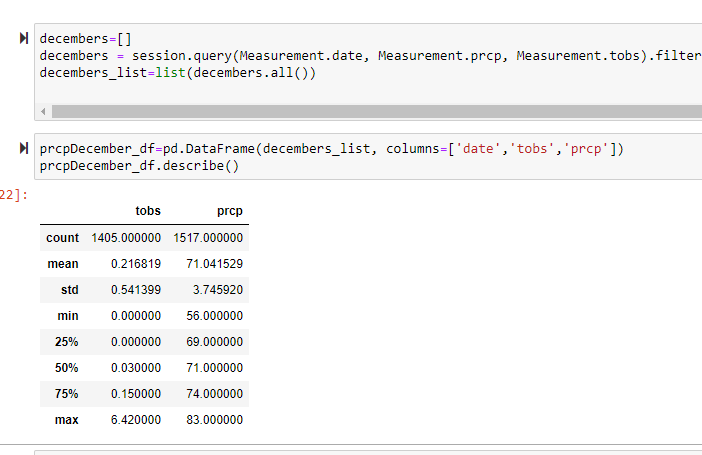 decembers=[]
decembers = session.query(Measurement.date, Measurement.prcp, Measurement.tobs).filter
decembers_list=list(decembers.all())
prcpDecember_df=pd.DataFrame(decembers_list, columns=['date','tobs','prcp'])
prcpDecember_df.describe()
22]:
tobs prcp
count 1405.000000 1517.000000
mean 0.216819 71.041529
std 0.541399 3.745920
min 0.000000 56.000000
25% 0.000000 69.000000
50% 0.030000 71.000000
75% 0.150000 74.000000
max 6.420000 83.000000